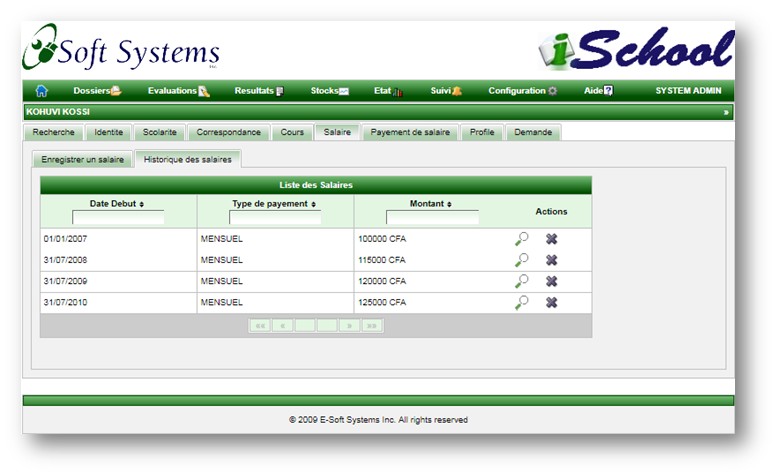 eSoft Systems Inc.
iSchool
Dossiers Evaluations Resultats Stocks Etat Suivi Configuration Aide SYSTEM ADMIN
KOHUVI KOSSI »
Recherche Identite Scolarite Correspondance Cours Salaire Payement de salaire Profile Demande
Enregistrer un salaire Historique des salaires
Liste des Salaires
Date Debut Type de payement Montant Actions
01/01/2007 MENSUEL 100000 CFA
31/07/2008 MENSUEL 115000 CFA
31/07/2009 MENSUEL 120000 CFA
31/07/2010 MENSUEL 125000 CFA
«« « » »»
© 2009 E-Soft Systems Inc. All rights reserved